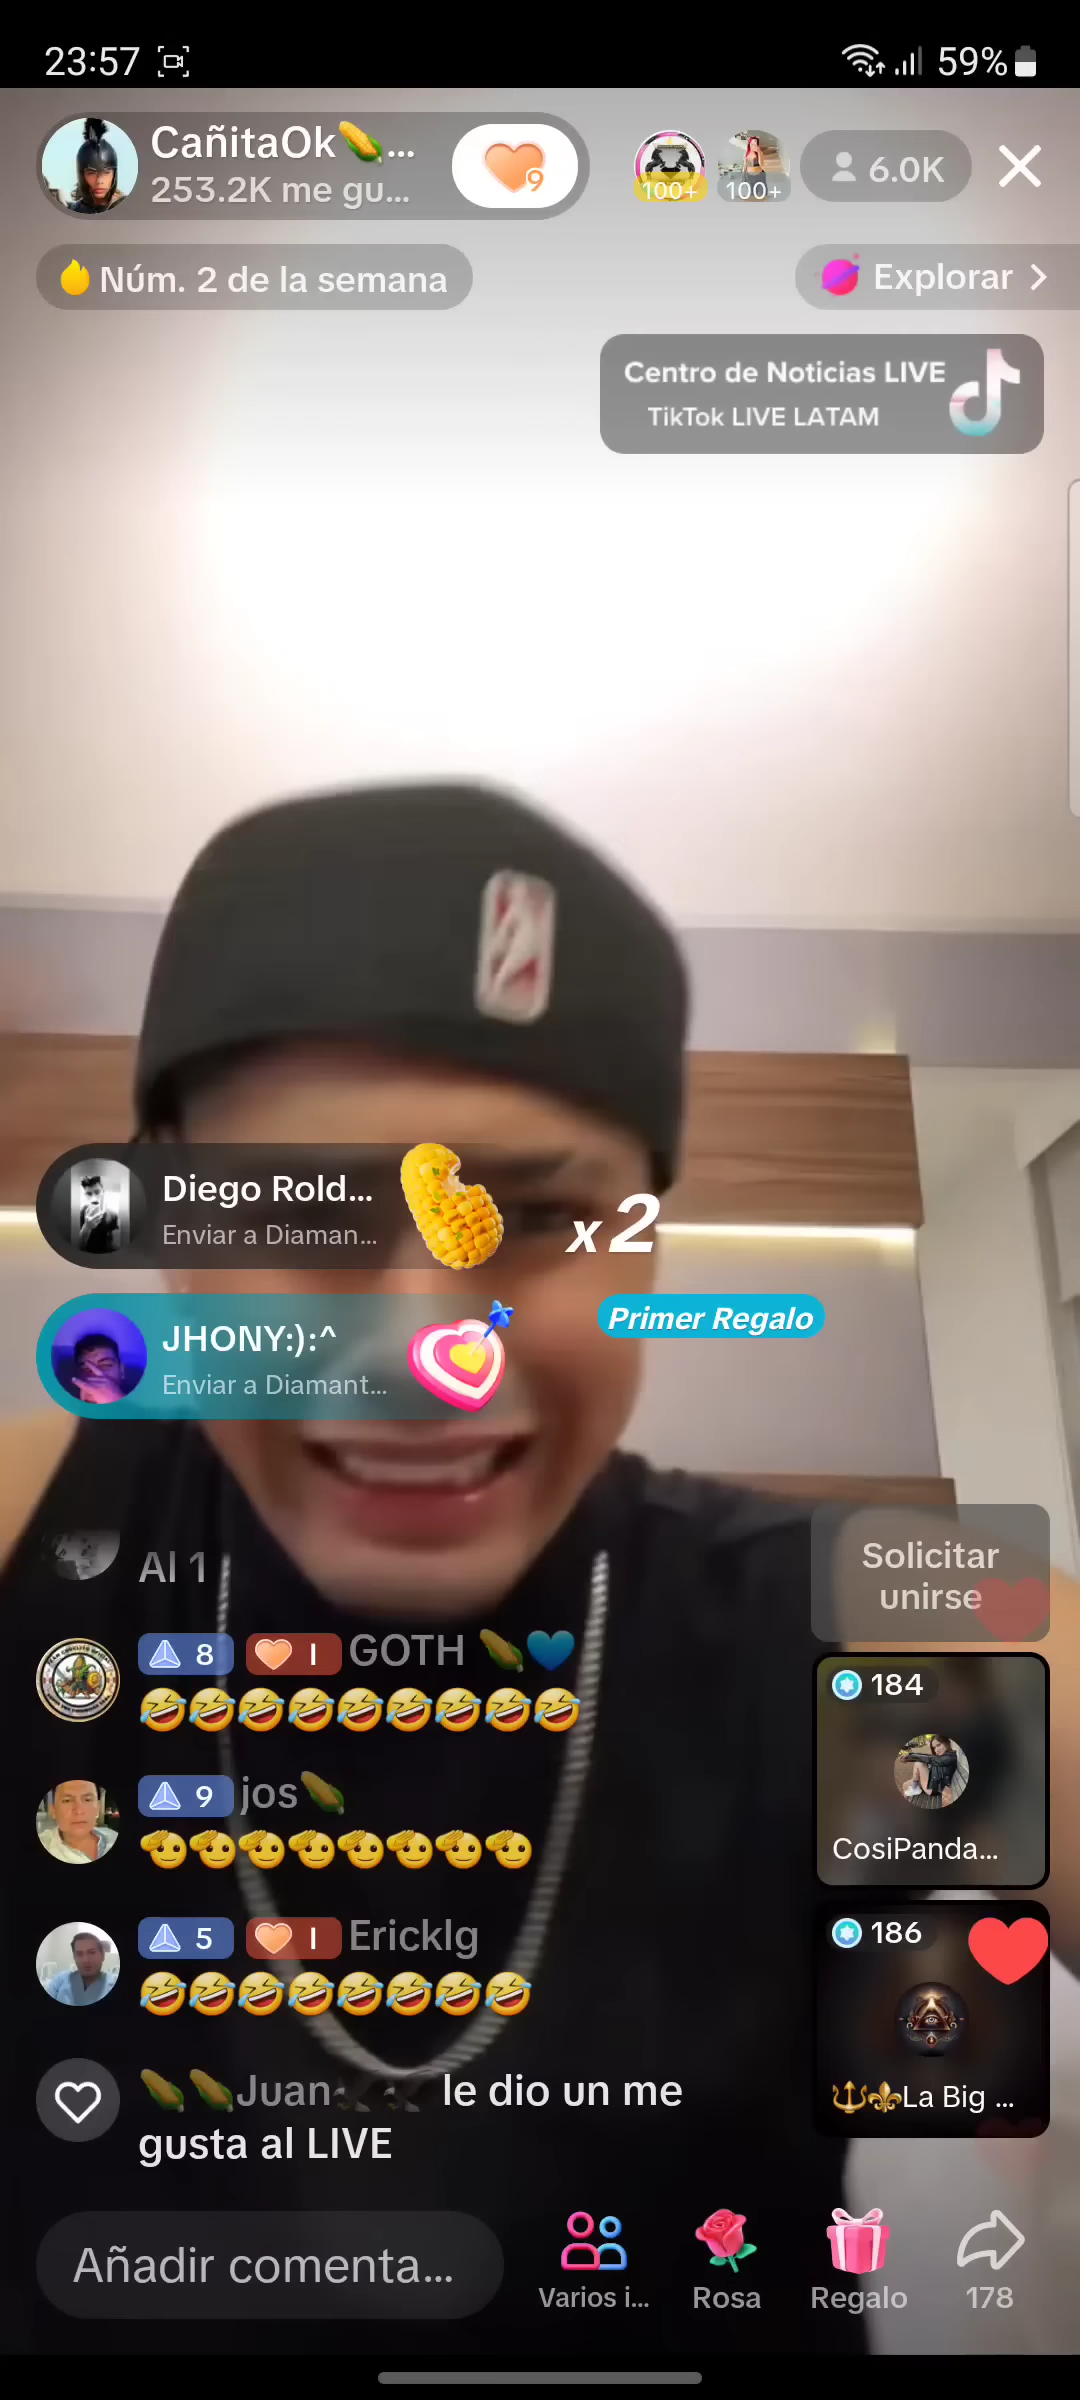 23:57
59%
CañitaOk🌽...
253.2K me gu...
9
100+
100+
6.0K
Núm. 2 de la semana
Explorar
Centro de Noticias LIVE
TikTok LIVE LATAM
Diego Rold...
Enviar a Diaman...
x2
Primer Regalo
JHONY:):^
Enviar a Diamant...
Al 1
Solicitar
unirse
8 I GOTH 🌽💙
🤣🤣🤣🤣🤣🤣🤣🤣🤣
184
CosiPanda...
9 jos🌽
🫡🫡🫡🫡🫡🫡🫡🫡
5 I Ericklg
🤣🤣🤣🤣🤣🤣🤣🤣
186
🔱⚜️La Big ...
🌽🌽Juan🦅🦅 le dio un me
gusta al LIVE
Añadir comenta...
Varios i...
Rosa
Regalo
178